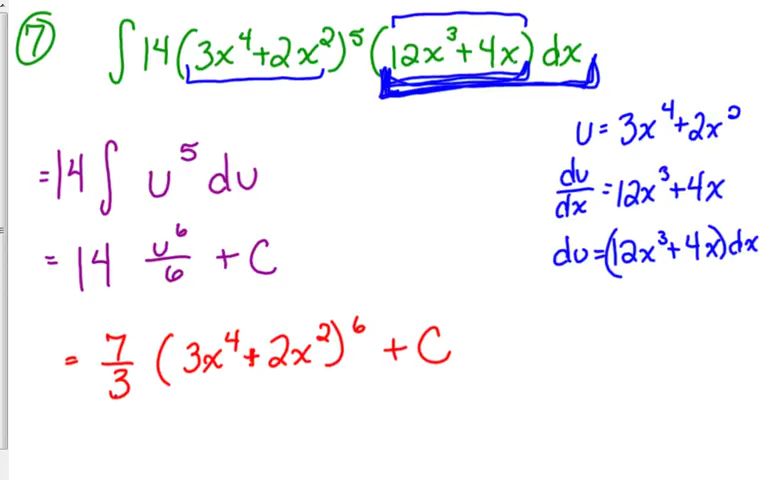 ⑦ ∫ 14 (3x⁴+2x²)⁵ (12x³+4x) dx
u = 3x⁴+2x²
du/dx = 12x³+4x
du = (12x³+4x) dx
= 14 ∫ u⁵ du
= 14 u⁶/6 + C
= 7/3 (3x⁴+2x²)⁶ + C